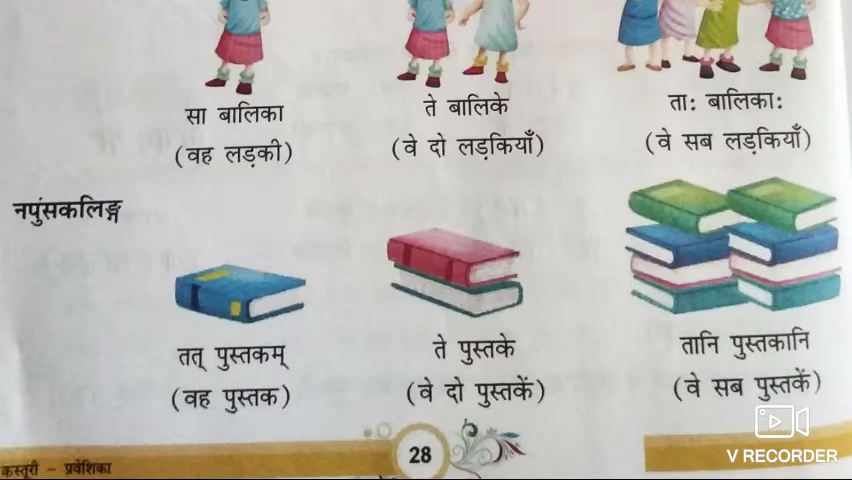 सा बालिका
ते बालिके
ताः बालिकाः
(वह लड़की)
(वे दो लड़कियाँ)
(वे सब लड़कियाँ)
नपुंसकलिङ्ग
तत् पुस्तकम्
ते पुस्तके
तानि पुस्तकानि
(वह पुस्तक)
(वे दो पुस्तकें)
(वे सब पुस्तकें)
कस्तूरी – प्रवेशिका
28
V RECORDER